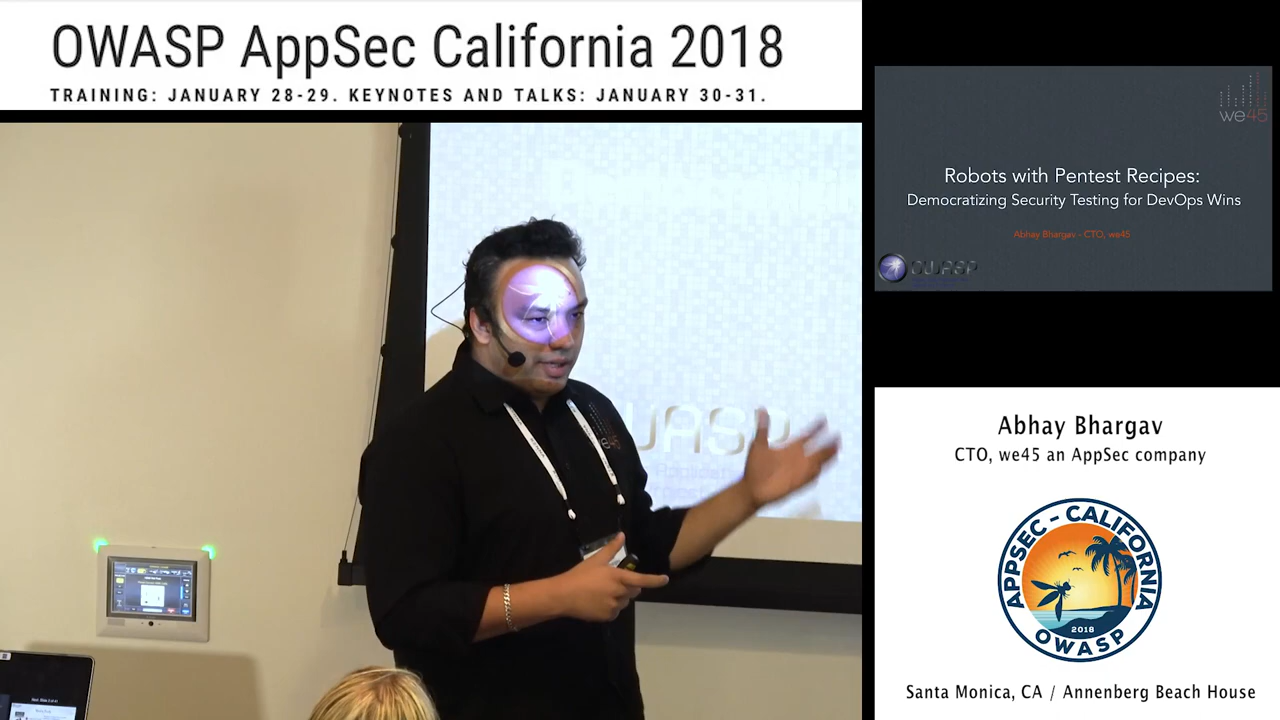 OWASP AppSec California 2018
TRAINING: JANUARY 28-29. KEYNOTES AND TALKS: JANUARY 30-31.
we45
Robots with Pentest Recipes:
Democratizing Security Testing for DevOps Wins
Abhay Bhargav - CTO, we45
OWASP
OWASP
we45
Abhay Bhargav
CTO, we45 an AppSec company
APPSEC - CALIFORNIA
2018
OWASP
Santa Monica, CA / Annenberg Beach House